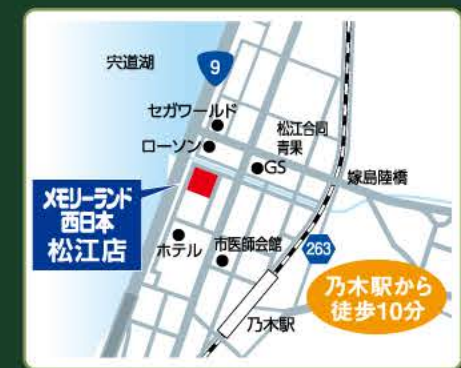 宍道湖
9
セガワールド
松江合同
青果
ローソン
GS
嫁島陸橋
メモリーランド
西日本
松江店
ホテル
市医師会館
263
乃木駅から
徒歩10分
乃木駅